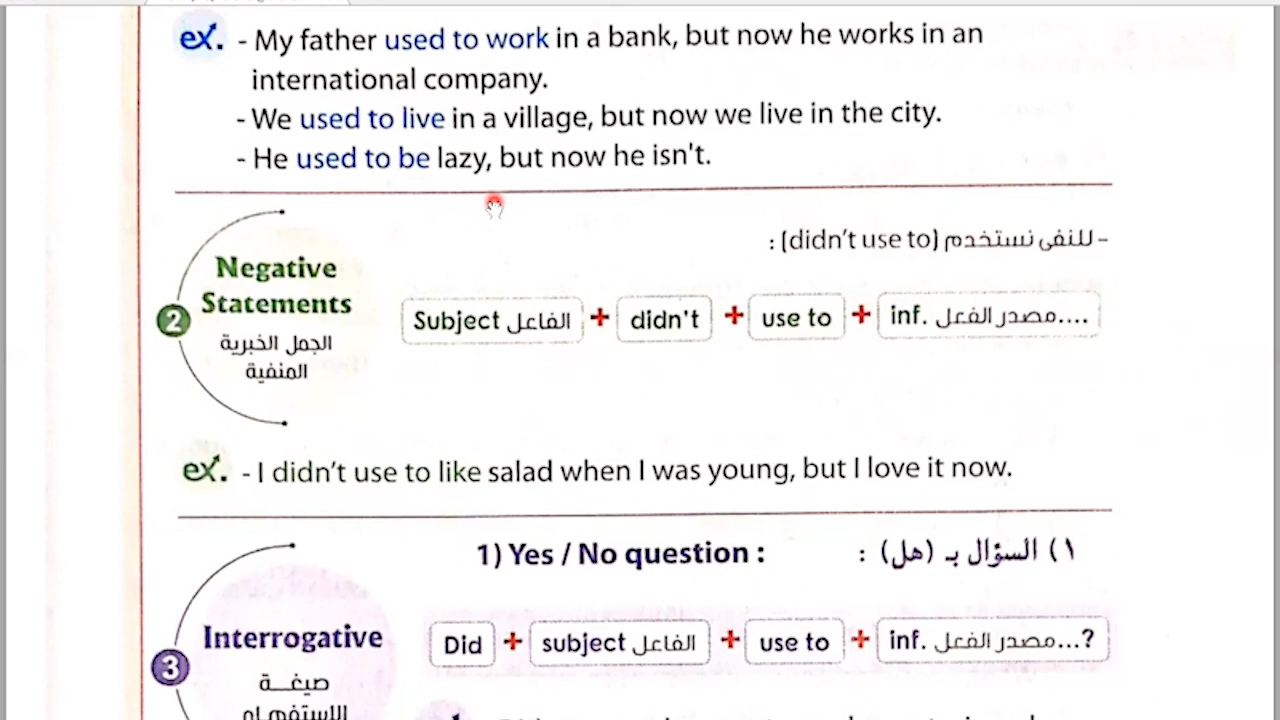 ex. - My father used to work in a bank, but now he works in an
international company.
- We used to live in a village, but now we live in the city.
- He used to be lazy, but now he isn't.
- للنفى نستخدم (didn't use to) :
2 Negative
Statements
الجمل الخبرية
المنفية
Subject الفاعل + didn't + use to + inf. مصدر الفعل....
ex. - I didn't use to like salad when I was young, but I love it now.
1) Yes / No question : ١) السؤال بـ (هل) :
3 Interrogative
صيغـــة
الاستفهـام
Did + subject الفاعل + use to + inf. مصدر الفعل...?